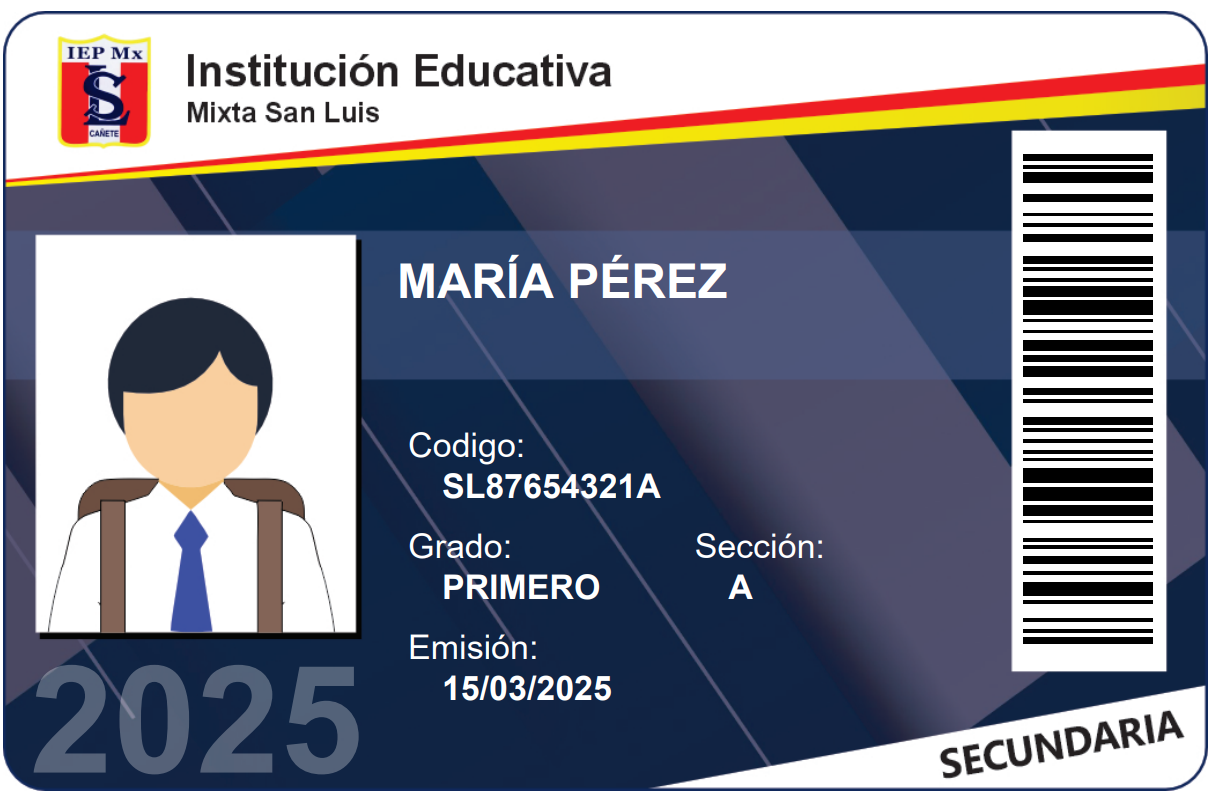 IEP Mx
LS
CAÑETE
Institución Educativa
Mixta San Luis
MARÍA PÉREZ
Codigo:
SL87654321A
Grado:
PRIMERO
Sección:
A
Emisión:
15/03/2025
2025
SECUNDARIA